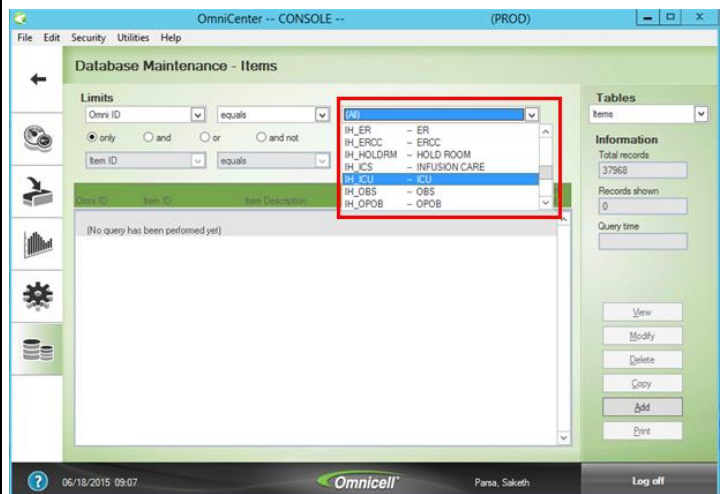 OmniCenter -- CONSOLE -- (PROD)
File Edit Security Utilities Help
Database Maintenance - Items
Limits
Omni ID equals (All)
only and or and not
Item ID equals
IH_ER – ER
IH_ERCC – ERCC
IH_HOLDRM – HOLD ROOM
IH_ICS – INFUSION CARE
IH_ICU – ICU
IH_OBS – OBS
IH_OPOB – OPOB
Omni ID Item ID Item Description
(No query has been performed yet)
Tables
Items
Information
Total records
37968
Records shown
0
Query time
View
Modify
Delete
Copy
Add
Print
? 06/18/2015 09:07 Omnicell Parsa, Saketh Log off